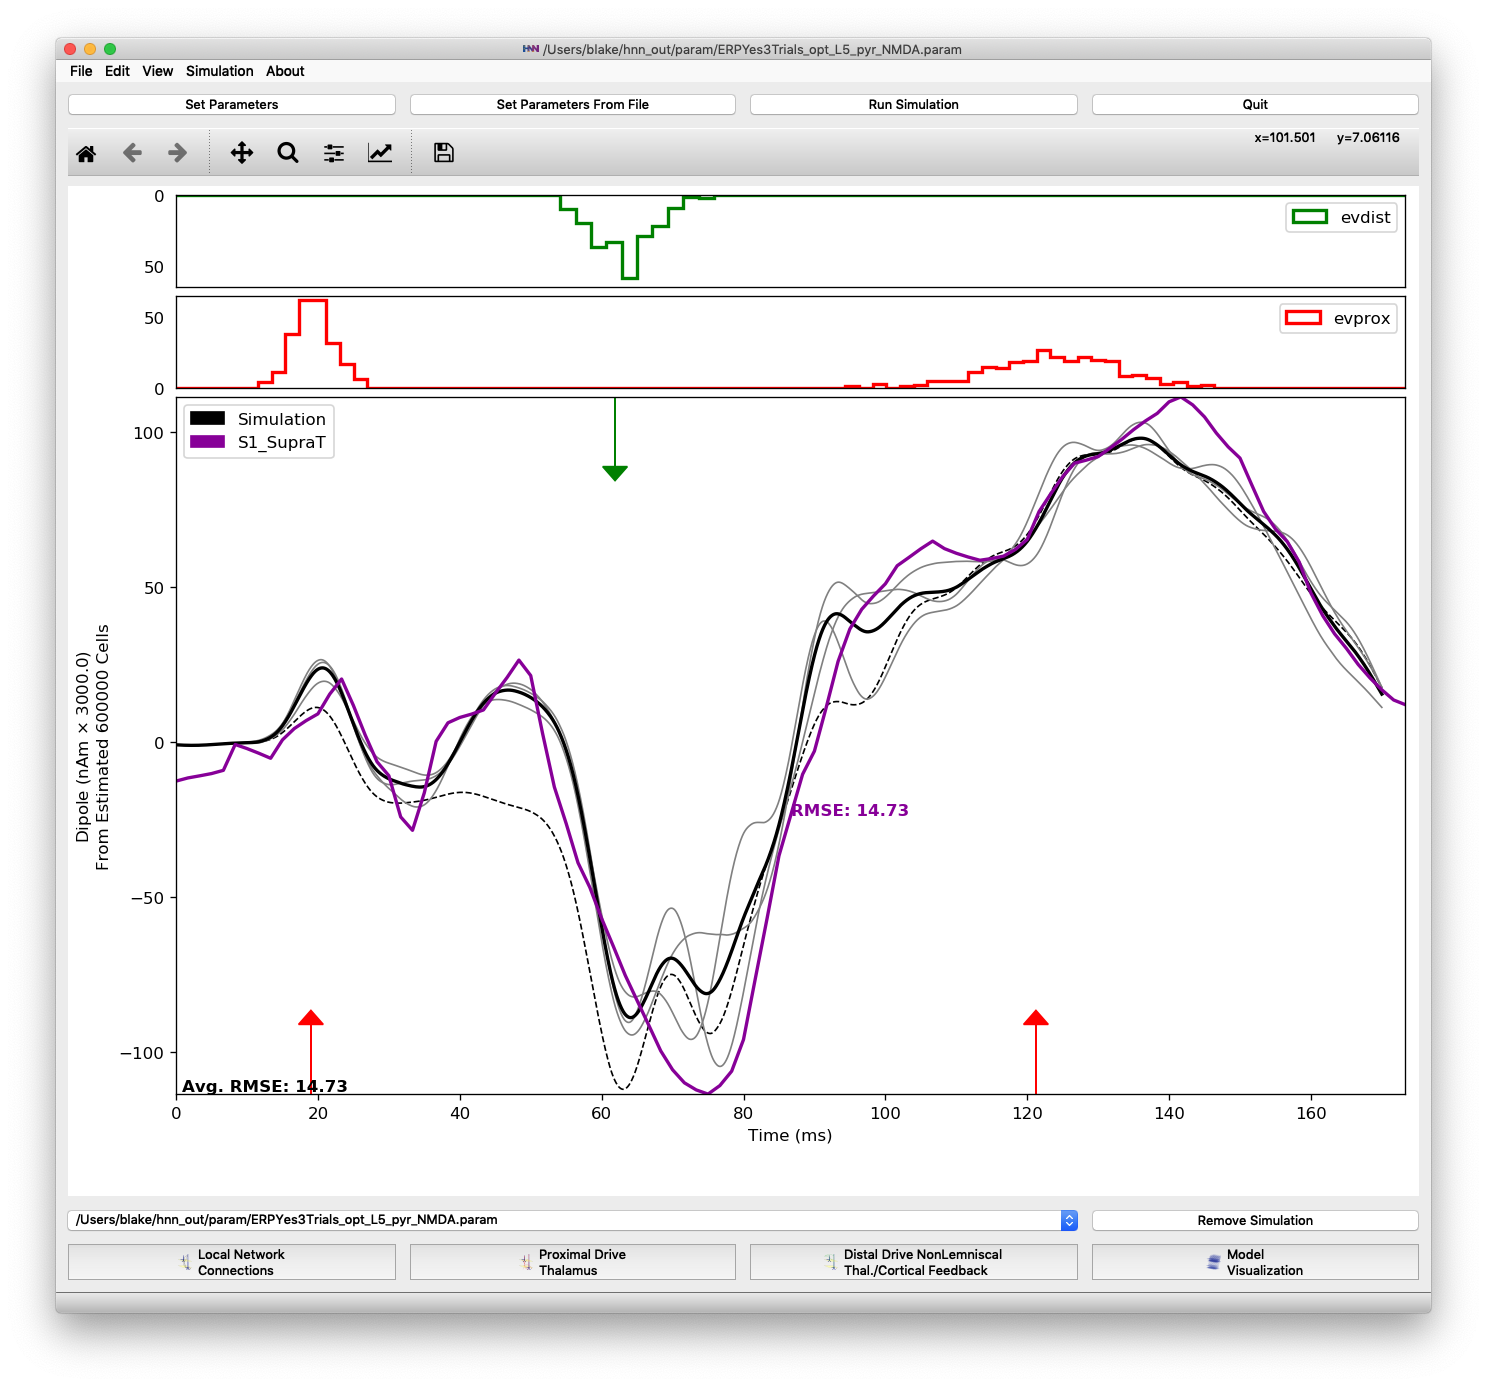 HNN /Users/blake/hnn_out/param/ERPYes3Trials_opt_L5_pyr_NMDA.param
File Edit View Simulation About
Set Parameters Set Parameters From File Run Simulation Quit
x=101.501 y=7.06116
0
50
evdist
50
0
evprox
Simulation
S1_SupraT
100
50
0
−50
−100
Dipole (nAm × 3000.0)
From Estimated 600000 Cells
RMSE: 14.73
Avg. RMSE: 14.73
0 20 40 60 80 100 120 140 160
Time (ms)
/Users/blake/hnn_out/param/ERPYes3Trials_opt_L5_pyr_NMDA.param
Remove Simulation
Local Network
Connections
Proximal Drive
Thalamus
Distal Drive NonLemniscal
Thal./Cortical Feedback
Model
Visualization